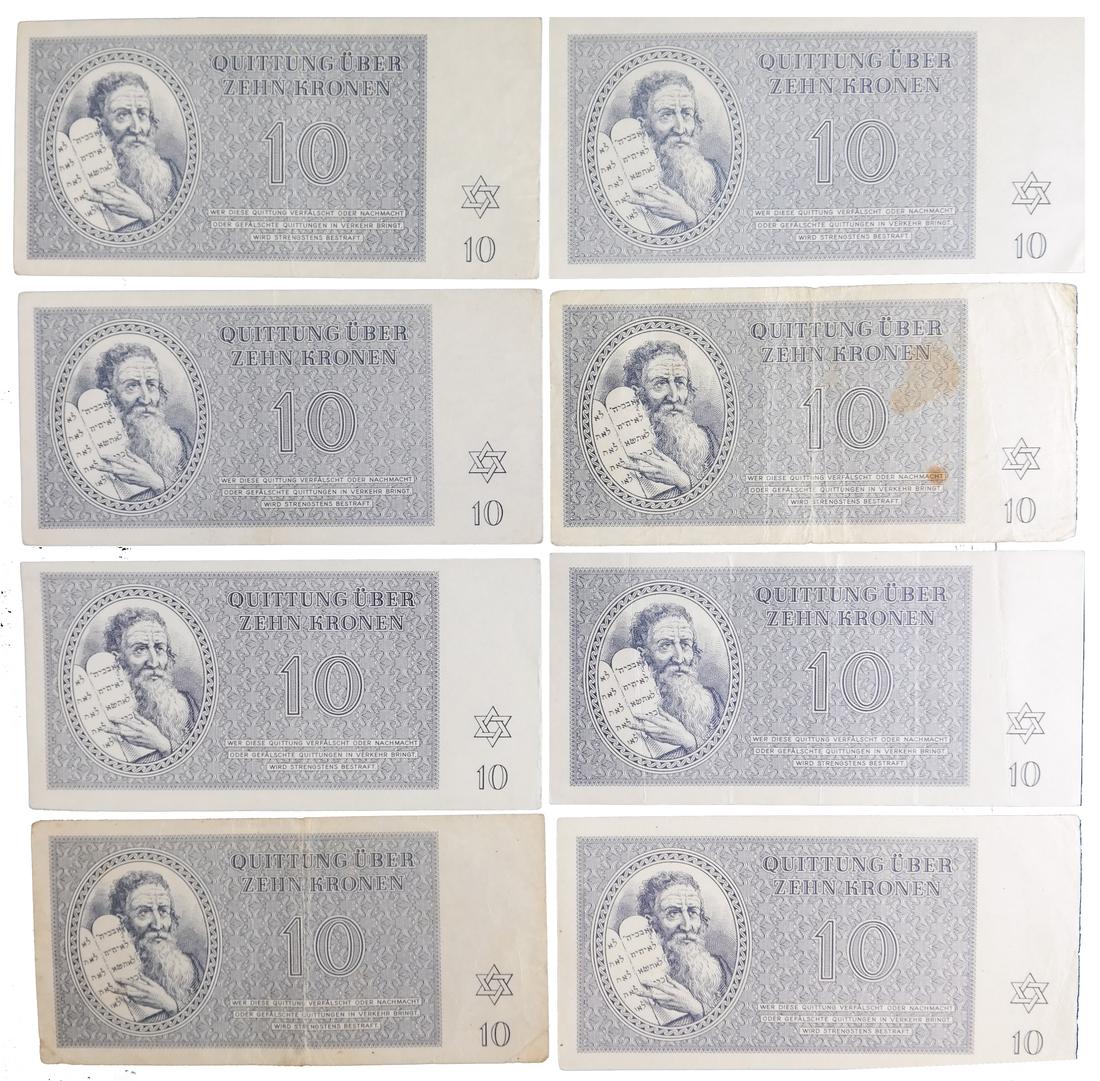 QUITTUNG ÜBER
ZEHN KRONEN
10
WER DIESE QUITTUNG VERFÄLSCHT ODER NACHMACHT
ODER GEFÄLSCHTE QUITTUNGEN IN VERKEHR BRINGT,
WIRD STRENGSTENS BESTRAFT.
10
QUITTUNG ÜBER
ZEHN KRONEN
10
WER DIESE QUITTUNG VERFÄLSCHT ODER NACHMACHT
ODER GEFÄLSCHTE QUITTUNGEN IN VERKEHR BRINGT,
WIRD STRENGSTENS BESTRAFT.
10
QUITTUNG ÜBER
ZEHN KRONEN
10
WER DIESE QUITTUNG VERFÄLSCHT ODER NACHMACHT
ODER GEFÄLSCHTE QUITTUNGEN IN VERKEHR BRINGT,
WIRD STRENGSTENS BESTRAFT.
10
QUITTUNG ÜBER
ZEHN KRONEN
10
WER DIESE QUITTUNG VERFÄLSCHT ODER NACHMACHT
ODER GEFÄLSCHTE QUITTUNGEN IN VERKEHR BRINGT,
WIRD STRENGSTENS BESTRAFT.
10
QUITTUNG ÜBER
ZEHN KRONEN
10
WER DIESE QUITTUNG VERFÄLSCHT ODER NACHMACHT
ODER GEFÄLSCHTE QUITTUNGEN IN VERKEHR BRINGT,
WIRD STRENGSTENS BESTRAFT.
10
QUITTUNG ÜBER
ZEHN KRONEN
10
WER DIESE QUITTUNG VERFÄLSCHT ODER NACHMACHT
ODER GEFÄLSCHTE QUITTUNGEN IN VERKEHR BRINGT,
WIRD STRENGSTENS BESTRAFT.
10
QUITTUNG ÜBER
ZEHN KRONEN
10
WER DIESE QUITTUNG VERFÄLSCHT ODER NACHMACHT
ODER GEFÄLSCHTE QUITTUNGEN IN VERKEHR BRINGT,
WIRD STRENGSTENS BESTRAFT.
10
QUITTUNG ÜBER
ZEHN KRONEN
10
WER DIESE QUITTUNG VERFÄLSCHT ODER NACHMACHT
ODER GEFÄLSCHTE QUITTUNGEN IN VERKEHR BRINGT,
WIRD STRENGSTENS BESTRAFT.
10